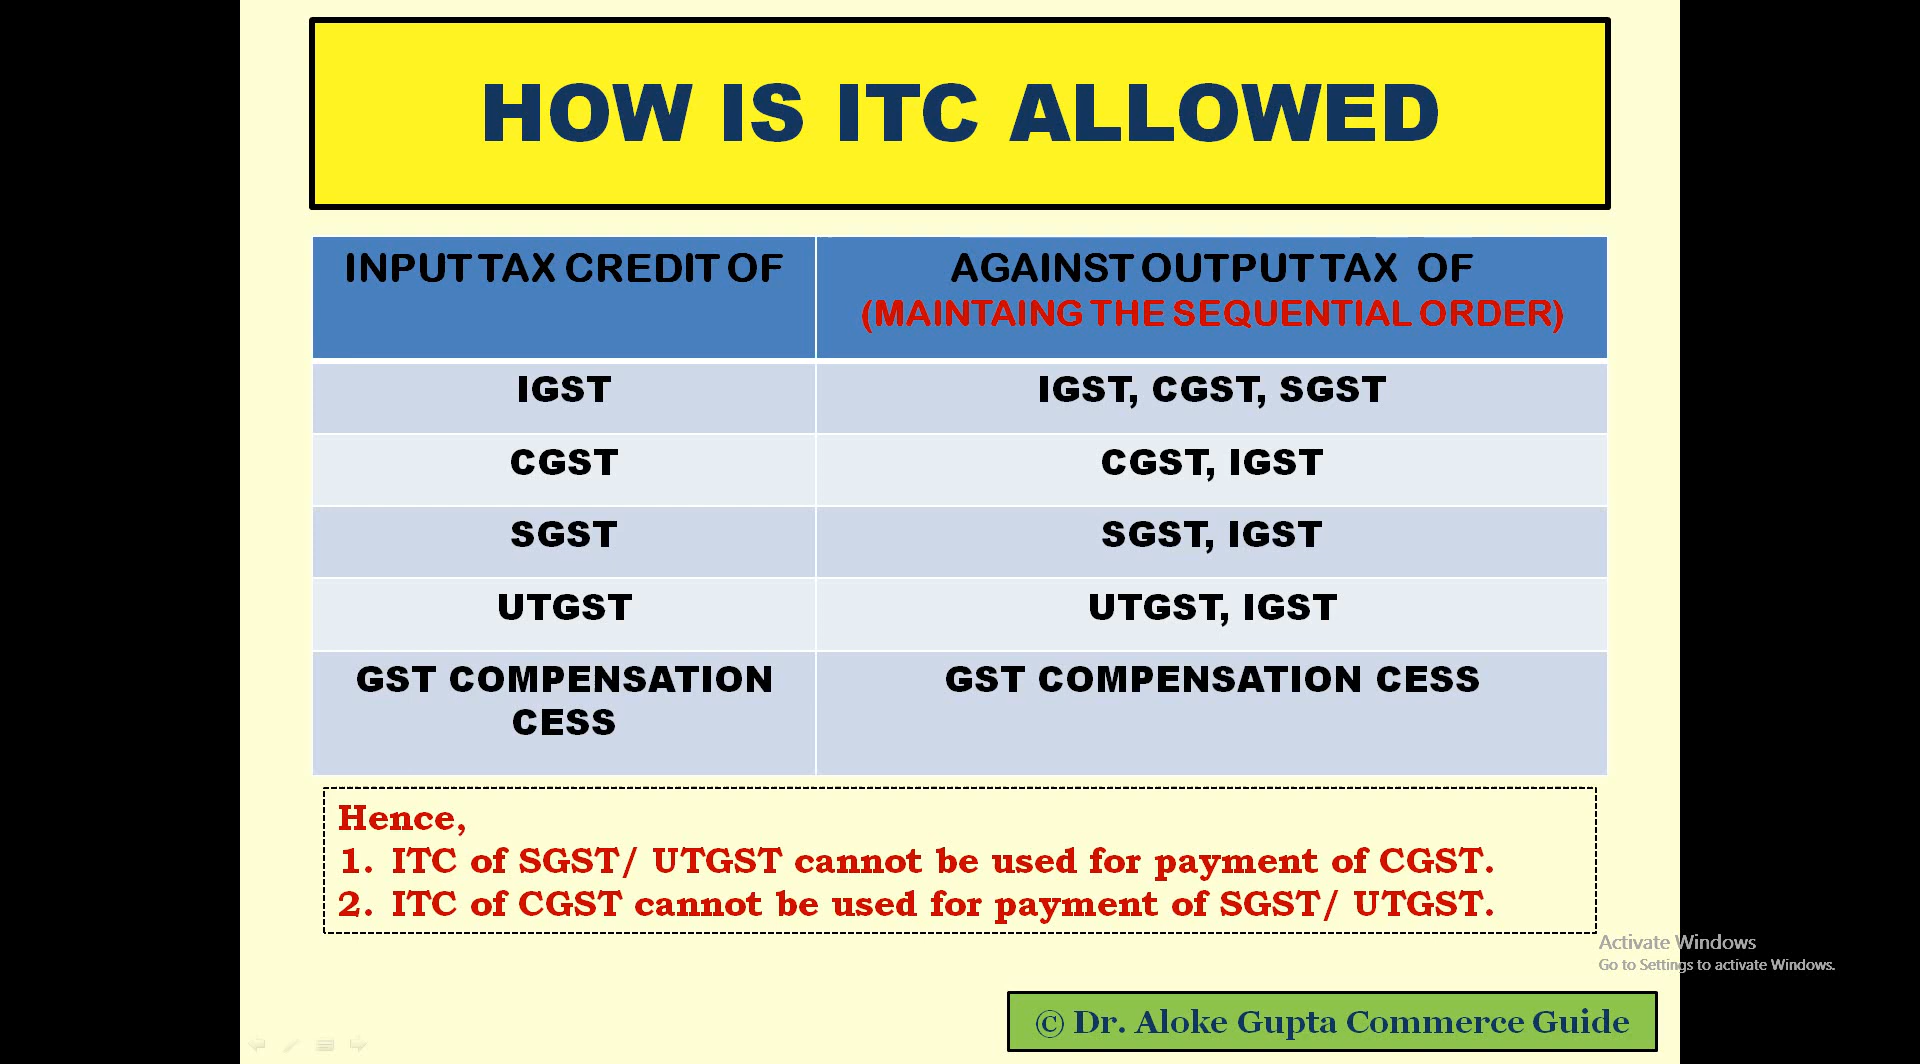 HOW IS ITC ALLOWED
INPUT TAX CREDIT OF
AGAINST OUTPUT TAX OF
(MAINTAING THE SEQUENTIAL ORDER)
IGST
IGST, CGST, SGST
CGST
CGST, IGST
SGST
SGST, IGST
UTGST
UTGST, IGST
GST COMPENSATION
CESS
GST COMPENSATION CESS
Hence,
1. ITC of SGST/ UTGST cannot be used for payment of CGST.
2. ITC of CGST cannot be used for payment of SGST/ UTGST.
Activate Windows
Go to Settings to activate Windows.
© Dr. Aloke Gupta Commerce Guide